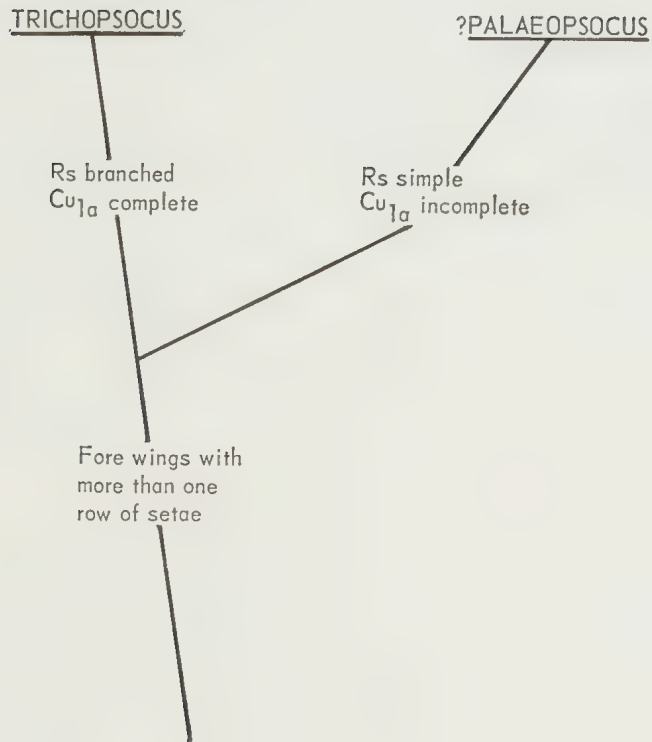 TRICHOPSOCUS
?PALAEOPSOCUS
Rs branched
Cu1a complete
Rs simple
Cu1a incomplete
Fore wings with
more than one
row of setae